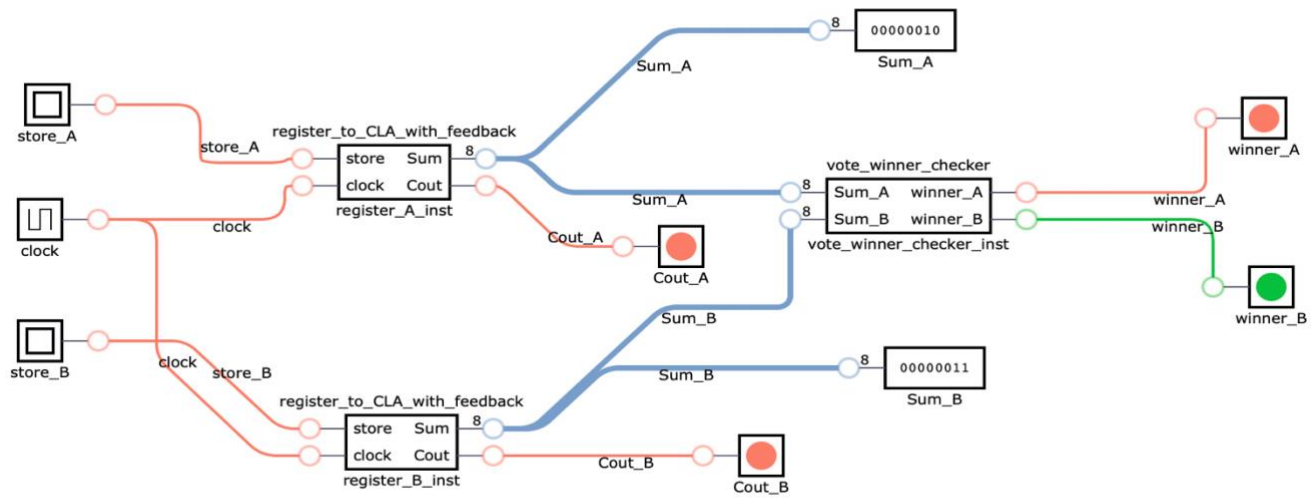 8
00000010
Sum_A
Sum_A
store_A
store_A
register_to_CLA_with_feedback
store Sum
8
clock Cout
register_A_inst
clock
clock
Sum_A
Cout_A
Cout_A
vote_winner_checker
8
Sum_A winner_A
8
Sum_B winner_B
vote_winner_checker_inst
winner_A
winner_A
winner_B
winner_B
Sum_B
store_B
clock
store_B
Sum_B
8
00000011
Sum_B
register_to_CLA_with_feedback
store Sum
8
clock Cout
register_B_inst
Cout_B
Cout_B